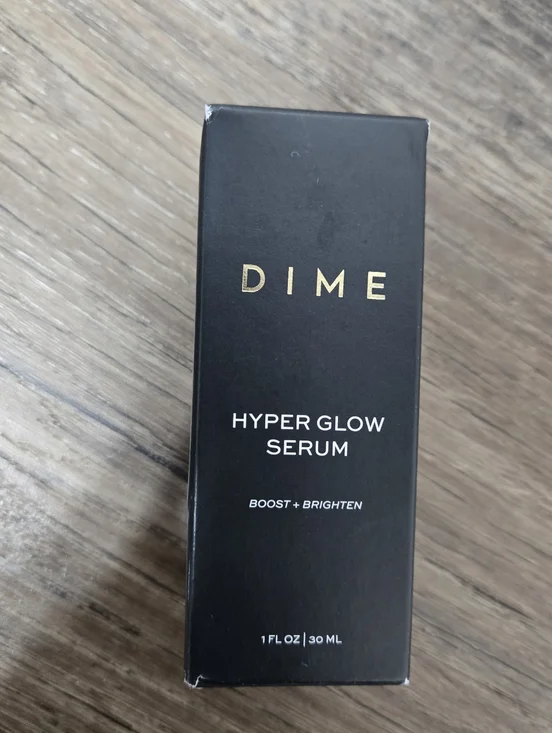 DIME
HYPER GLOW
SERUM
BOOST + BRIGHTEN
1 FL OZ | 30 ML